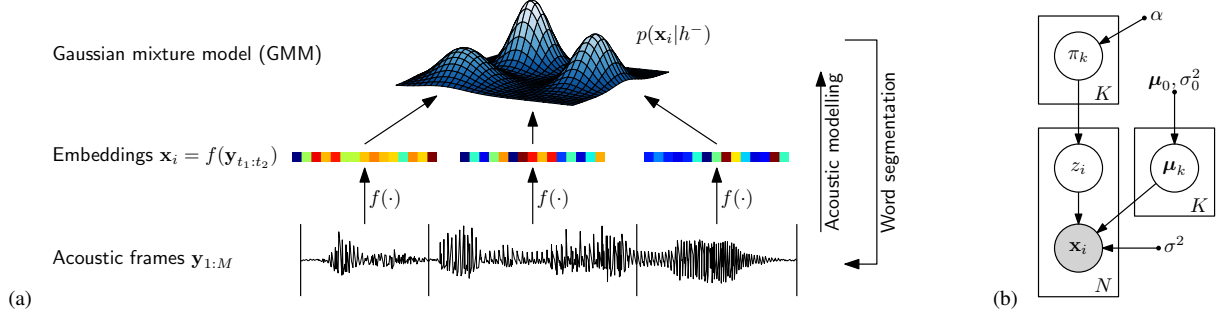 Gaussian mixture model (GMM)
p(x_i|h^−)
Embeddings x_i = f(y_{t_1:t_2})
f(·)
f(·)
f(·)
Acoustic frames y_{1:M}
Acoustic modelling
Word segmentation
(a)
α
π_k
K
μ_0, σ_0^2
z_i
μ_k
K
x_i
σ^2
N
(b)